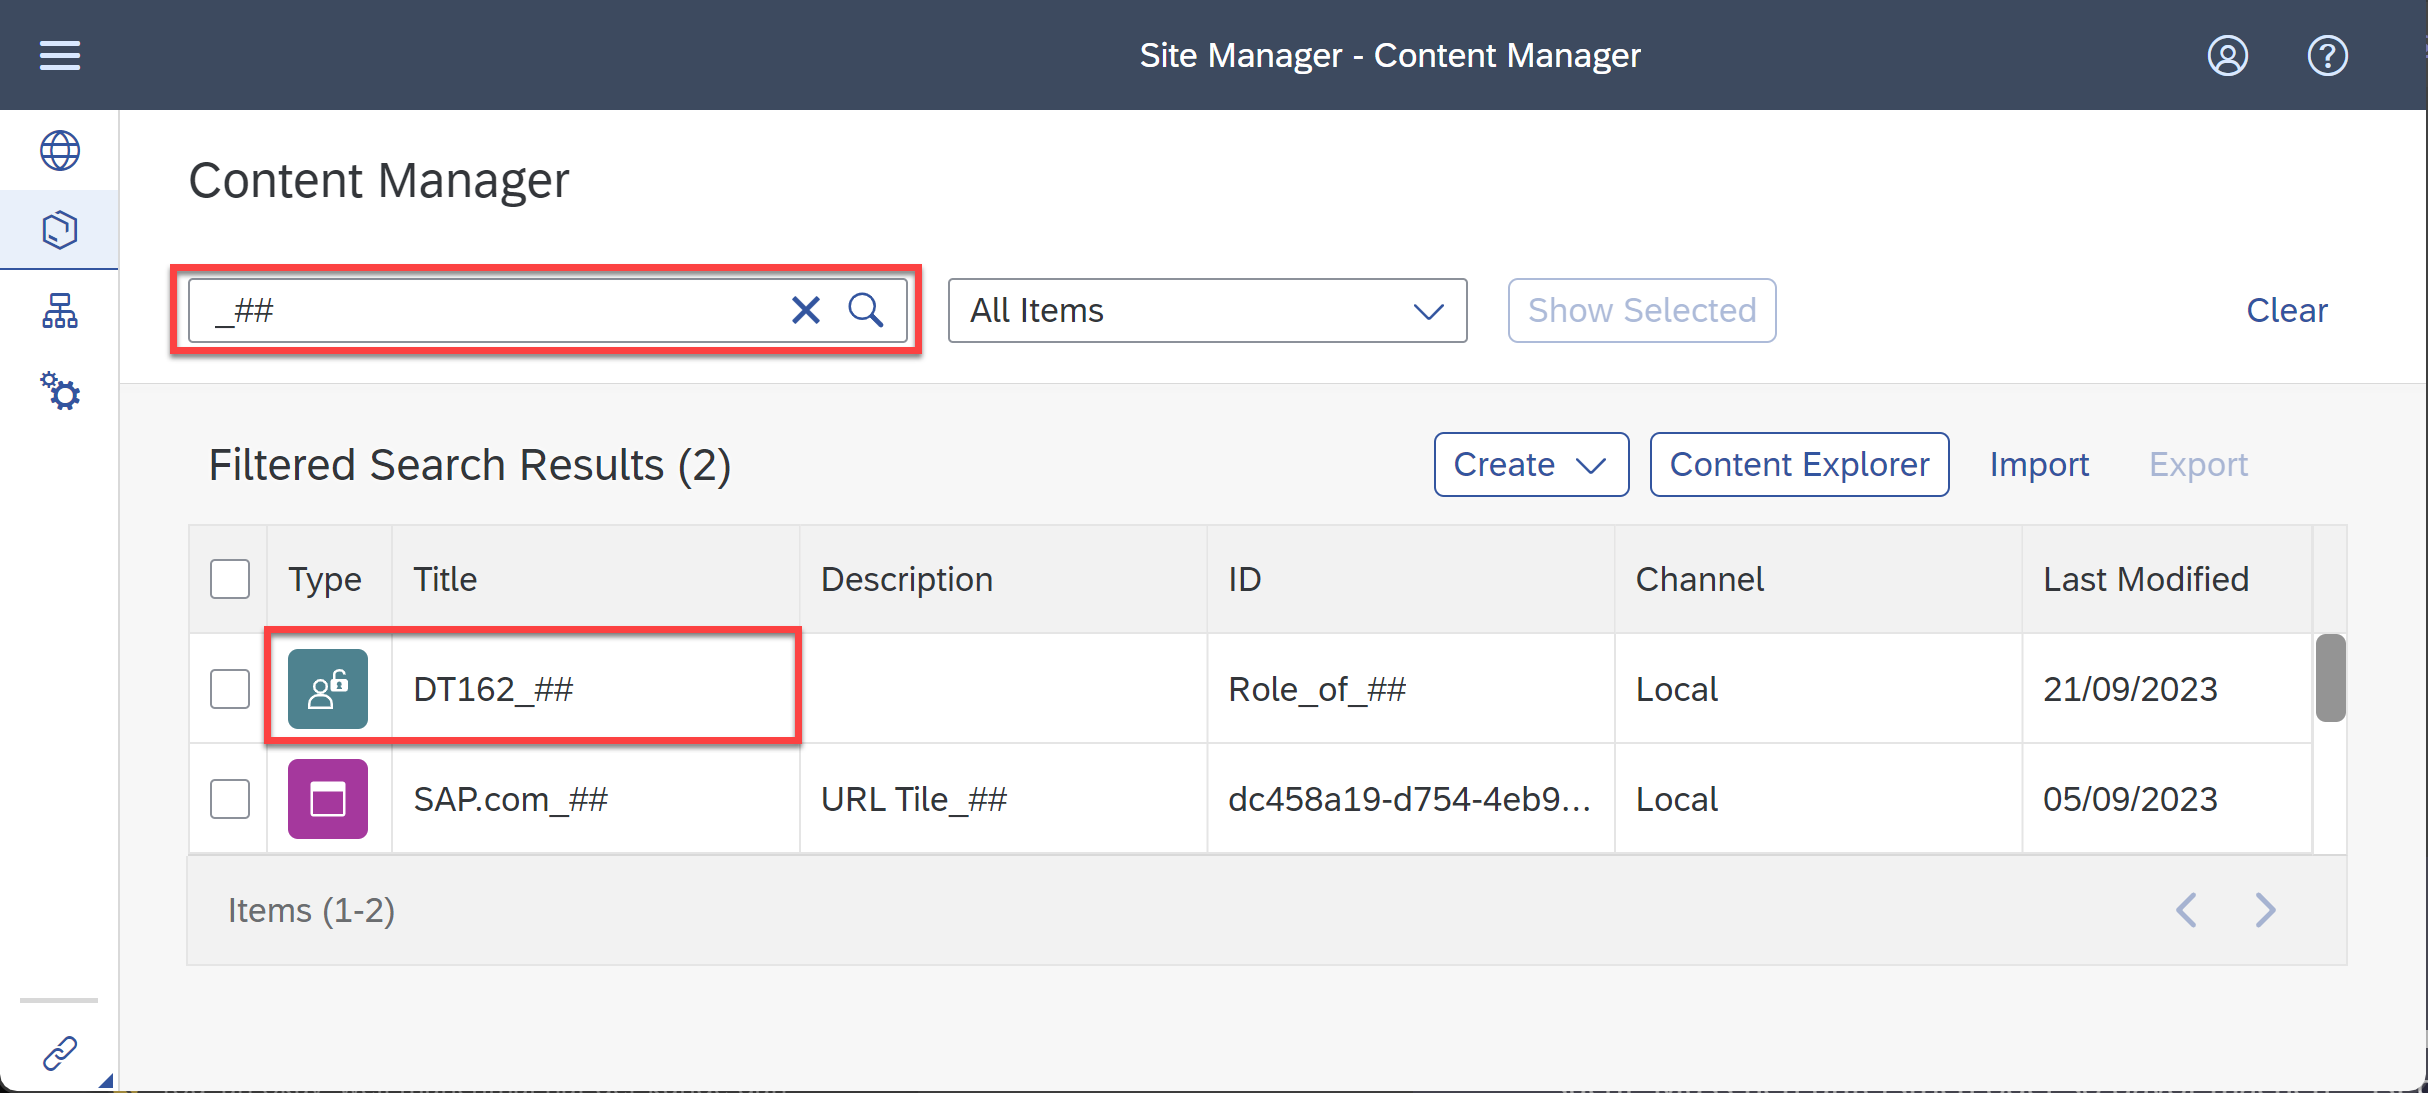 Site Manager - Content Manager
Content Manager
_## All Items Show Selected Clear
Filtered Search Results (2) Create Content Explorer Import Export
Type Title Description ID Channel Last Modified
DT162_## Role_of_## Local 21/09/2023
SAP.com_## URL Tile_## dc458a19-d754-4eb9... Local 05/09/2023
Items (1-2)